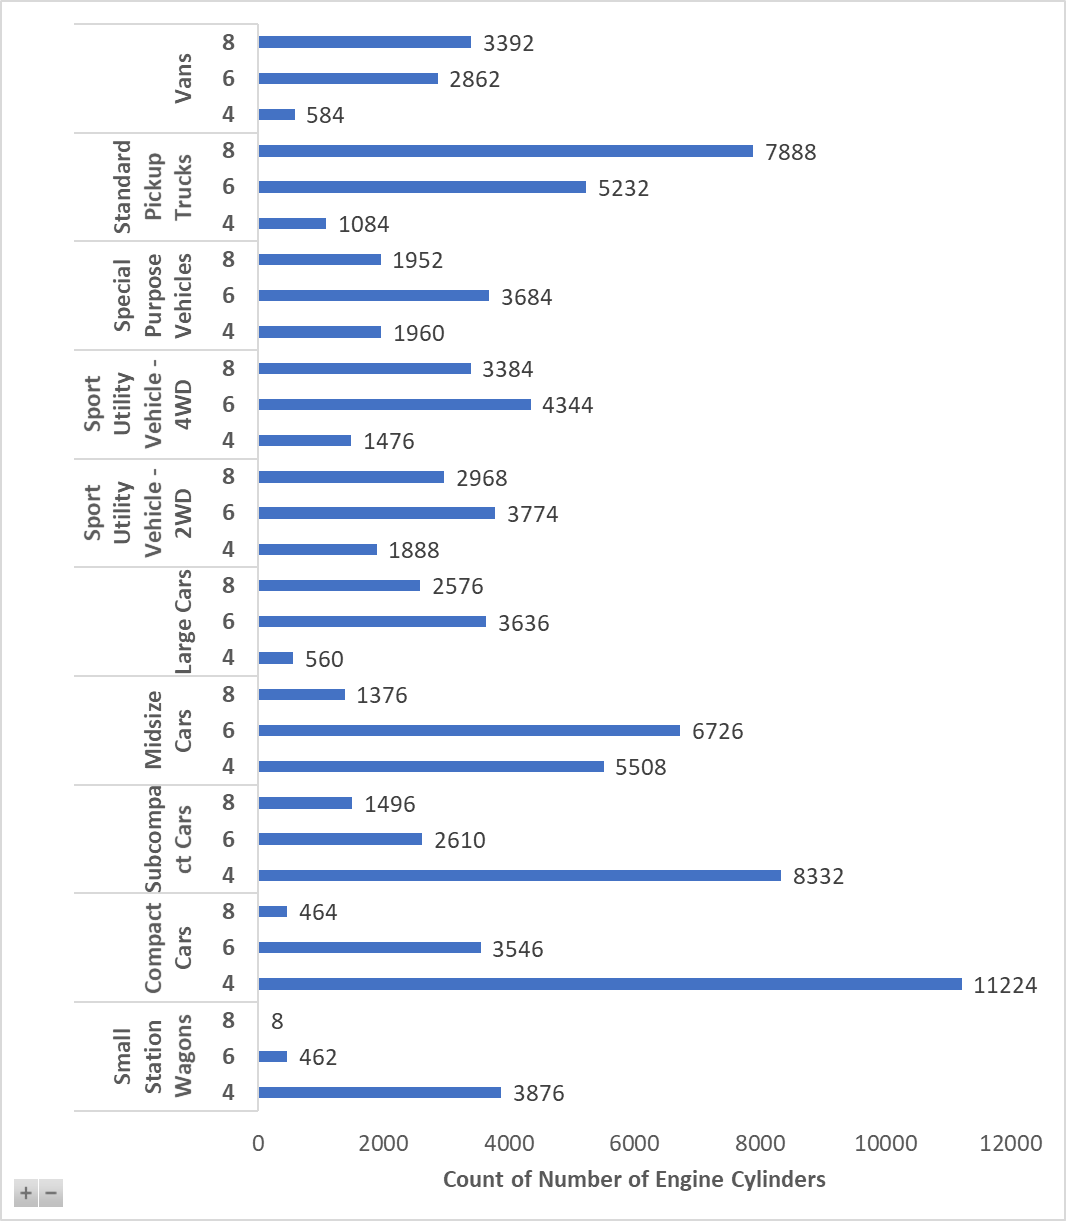 Vans
8 3392
6 2862
4 584
Standard
Pickup
Trucks
8 7888
6 5232
4 1084
Special
Purpose
Vehicles
8 1952
6 3684
4 1960
Sport
Utility
Vehicle -
4WD
8 3384
6 4344
4 1476
Sport
Utility
Vehicle -
2WD
8 2968
6 3774
4 1888
Large Cars
8 2576
6 3636
4 560
Midsize
Cars
8 1376
6 6726
4 5508
Subcompa
ct Cars
8 1496
6 2610
4 8332
Compact
Cars
8 464
6 3546
4 11224
Small
Station
Wagons
8 8
6 462
4 3876
0 2000 4000 6000 8000 10000 12000
Count of Number of Engine Cylinders
+ −